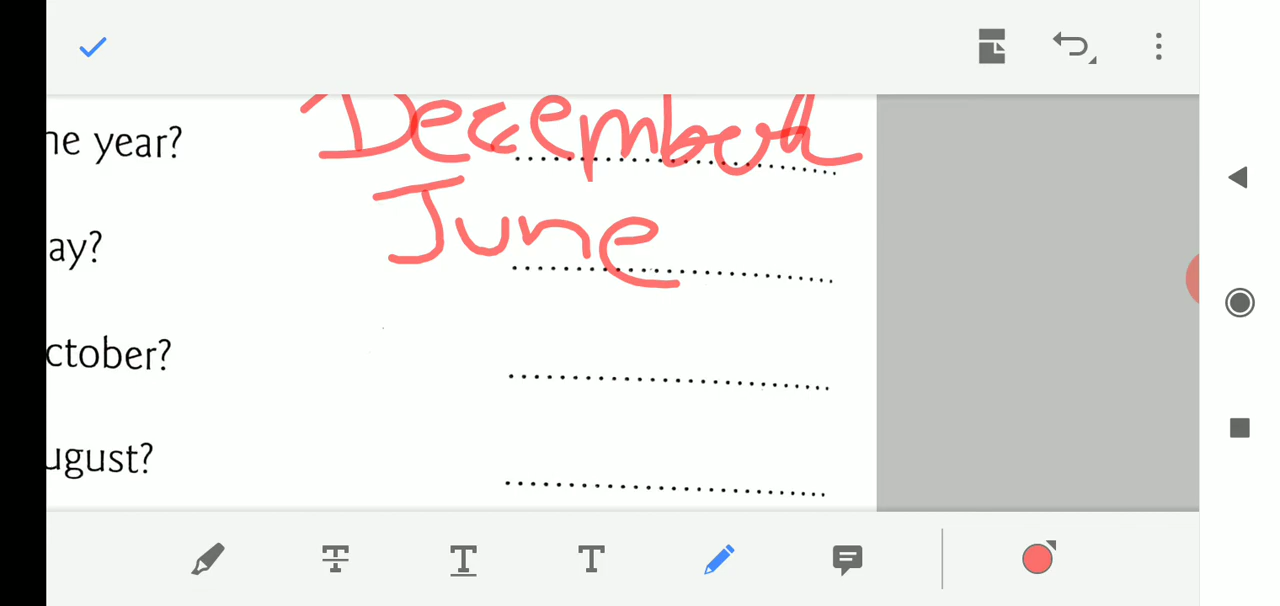 he year? December
ay? June
ctober?
ugust?
T T T